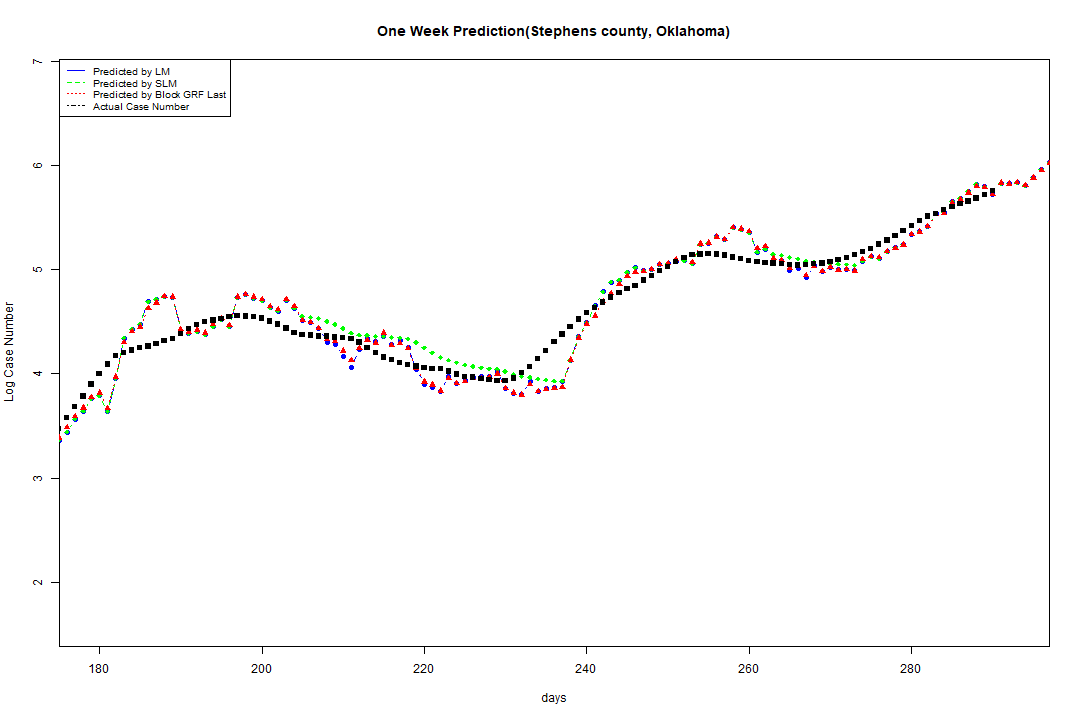 One Week Prediction(Stephens county, Oklahoma)
Predicted by LM
Predicted by SLM
Predicted by Block GRF Last
Actual Case Number
7
6
5
4
3
2
Log Case Number
180 200 220 240 260 280
days